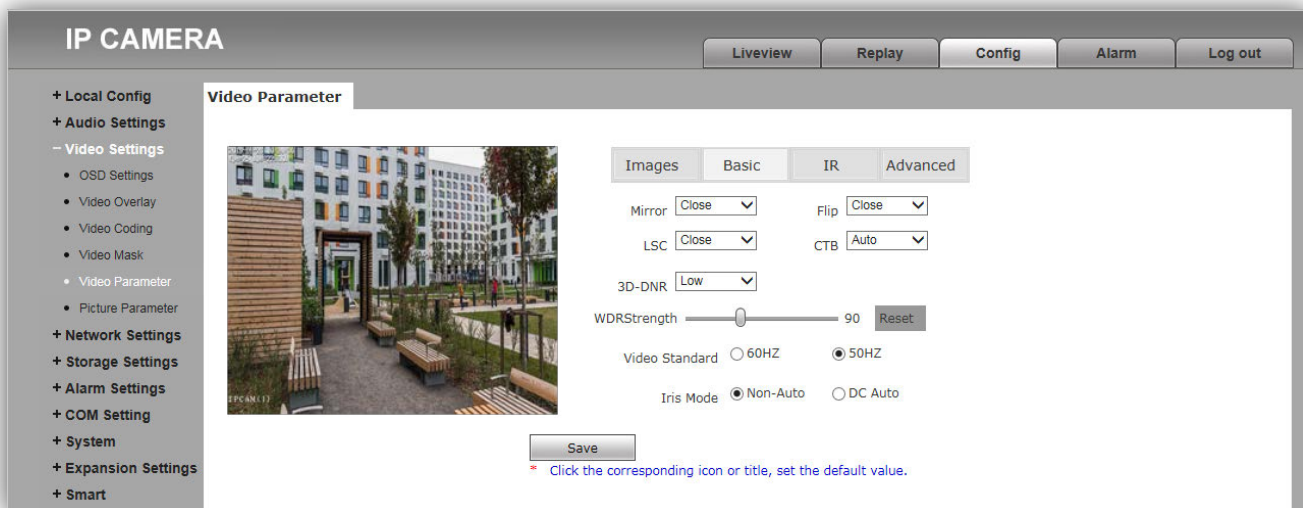 IP CAMERA
Liveview
Replay
Config
Alarm
Log out
+ Local Config
+ Audio Settings
− Video Settings
• OSD Settings
• Video Overlay
• Video Coding
• Video Mask
• Video Parameter
• Picture Parameter
+ Network Settings
+ Storage Settings
+ Alarm Settings
+ COM Setting
+ System
+ Expansion Settings
+ Smart
Video Parameter
IPCAM(1)
Images Basic IR Advanced
Mirror Close Flip Close
LSC Close CTB Auto
3D-DNR Low
WDRStrength 90 Reset
Video Standard 60HZ 50HZ
Iris Mode Non-Auto DC Auto
Save
* Click the corresponding icon or title, set the default value.